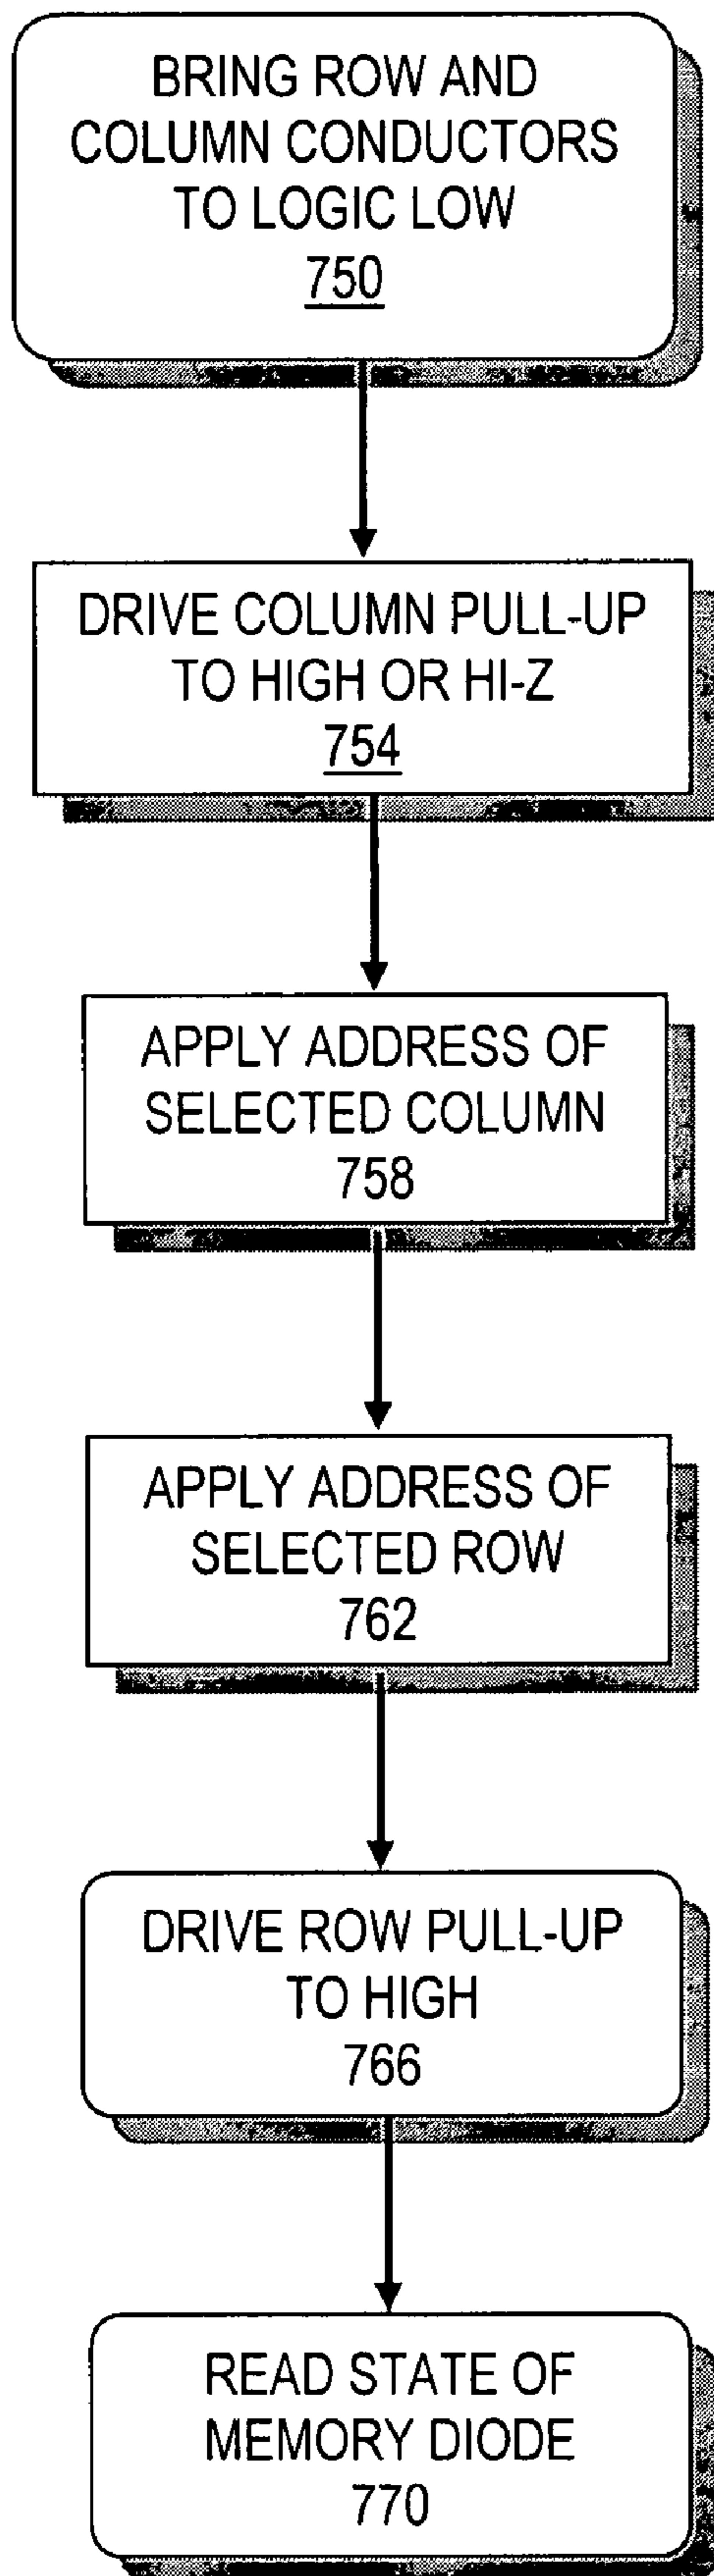 BRING ROW AND
COLUMN CONDUCTORS
TO LOGIC LOW
750
DRIVE COLUMN PULL-UP
TO HIGH OR HI-Z
754
APPLY ADDRESS OF
SELECTED COLUMN
758
APPLY ADDRESS OF
SELECTED ROW
762
DRIVE ROW PULL-UP
TO HIGH
766
READ STATE OF
MEMORY DIODE
770